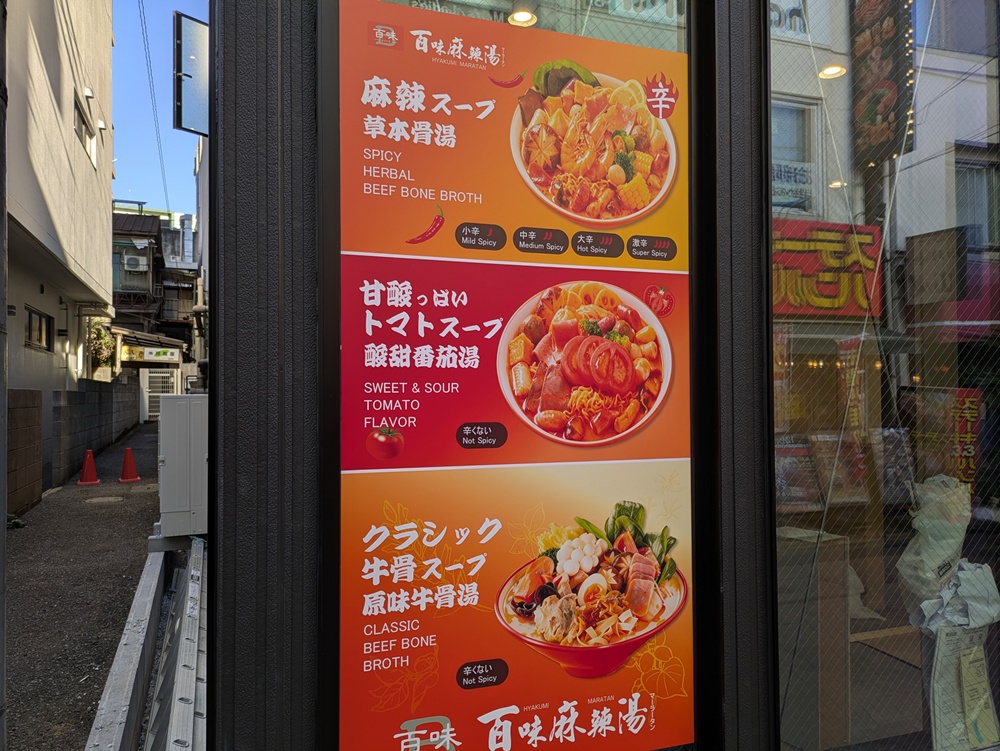 百味
百味麻辣湯
HYAKUMI MARATAN
麻辣スープ
草本骨湯
SPICY
HERBAL
BEEF BONE BROTH
辛
小辛
Mild Spicy
中辛
Medium Spicy
大辛
Hot Spicy
激辛
Super Spicy
甘酸っぱい
トマトスープ
酸甜番茄湯
SWEET & SOUR
TOMATO
FLAVOR
辛くない
Not Spicy
クラシック
牛骨スープ
原味牛骨湯
CLASSIC
BEEF BONE
BROTH
辛くない
Not Spicy
百味
HYAKUMI MARATAN
百味麻辣湯
マーラータン